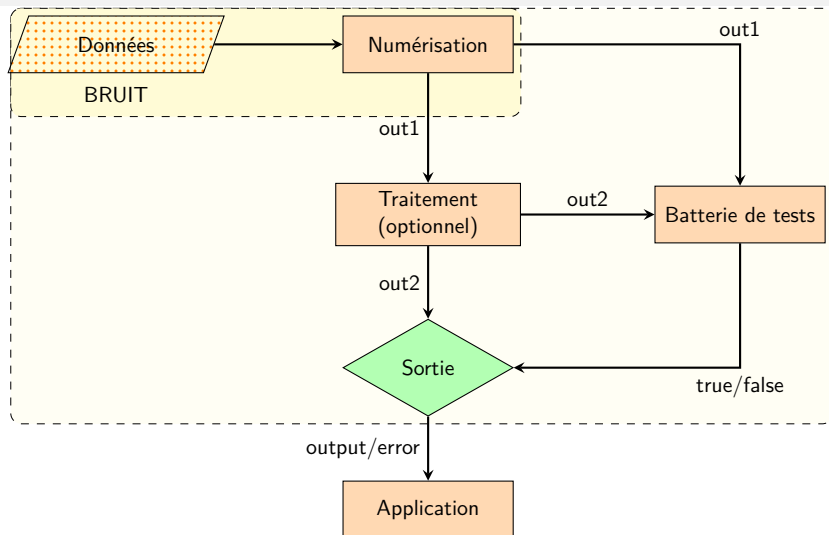 Données
Numérisation
out1
BRUIT
out1
Traitement
(optionnel)
out2
Batterie de tests
out2
Sortie
true/false
output/error
Application